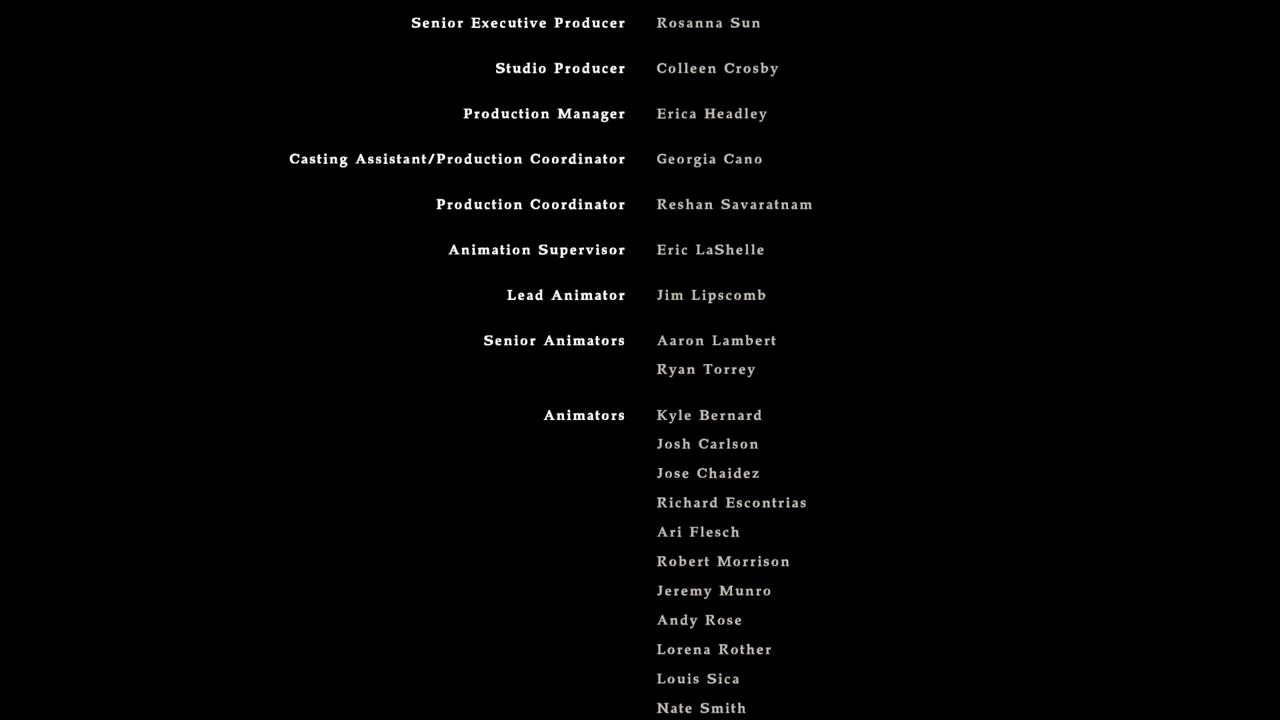 Senior Executive Producer Rosanna Sun
Studio Producer Colleen Crosby
Production Manager Erica Headley
Casting Assistant/Production Coordinator Georgia Cano
Production Coordinator Reshan Savaratnam
Animation Supervisor Eric LaShelle
Lead Animator Jim Lipscomb
Senior Animators Aaron Lambert
Ryan Torrey
Animators Kyle Bernard
Josh Carlson
Jose Chaidez
Richard Escontrias
Ari Flesch
Robert Morrison
Jeremy Munro
Andy Rose
Lorena Rother
Louis Sica
Nate Smith